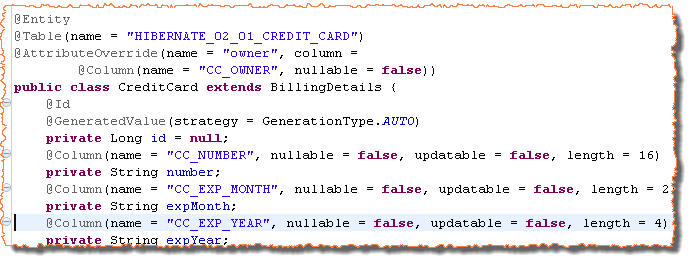 @Entity
@Table(name = "HIBERNATE_02_01_CREDIT_CARD")
@AttributeOverride(name = "owner", column =
@Column(name = "CC_OWNER", nullable = false))
public class CreditCard extends BillingDetails {
@Id
@GeneratedValue(strategy = GenerationType.AUTO)
private Long id = null;
@Column(name = "CC_NUMBER", nullable = false, updatable = false, length = 16)
private String number;
@Column(name = "CC_EXP_MONTH", nullable = false, updatable = false, length = 2
private String expMonth;
@Column(name = "CC_EXP_YEAR", nullable = false, updatable = false, length = 4)
private String expYear;